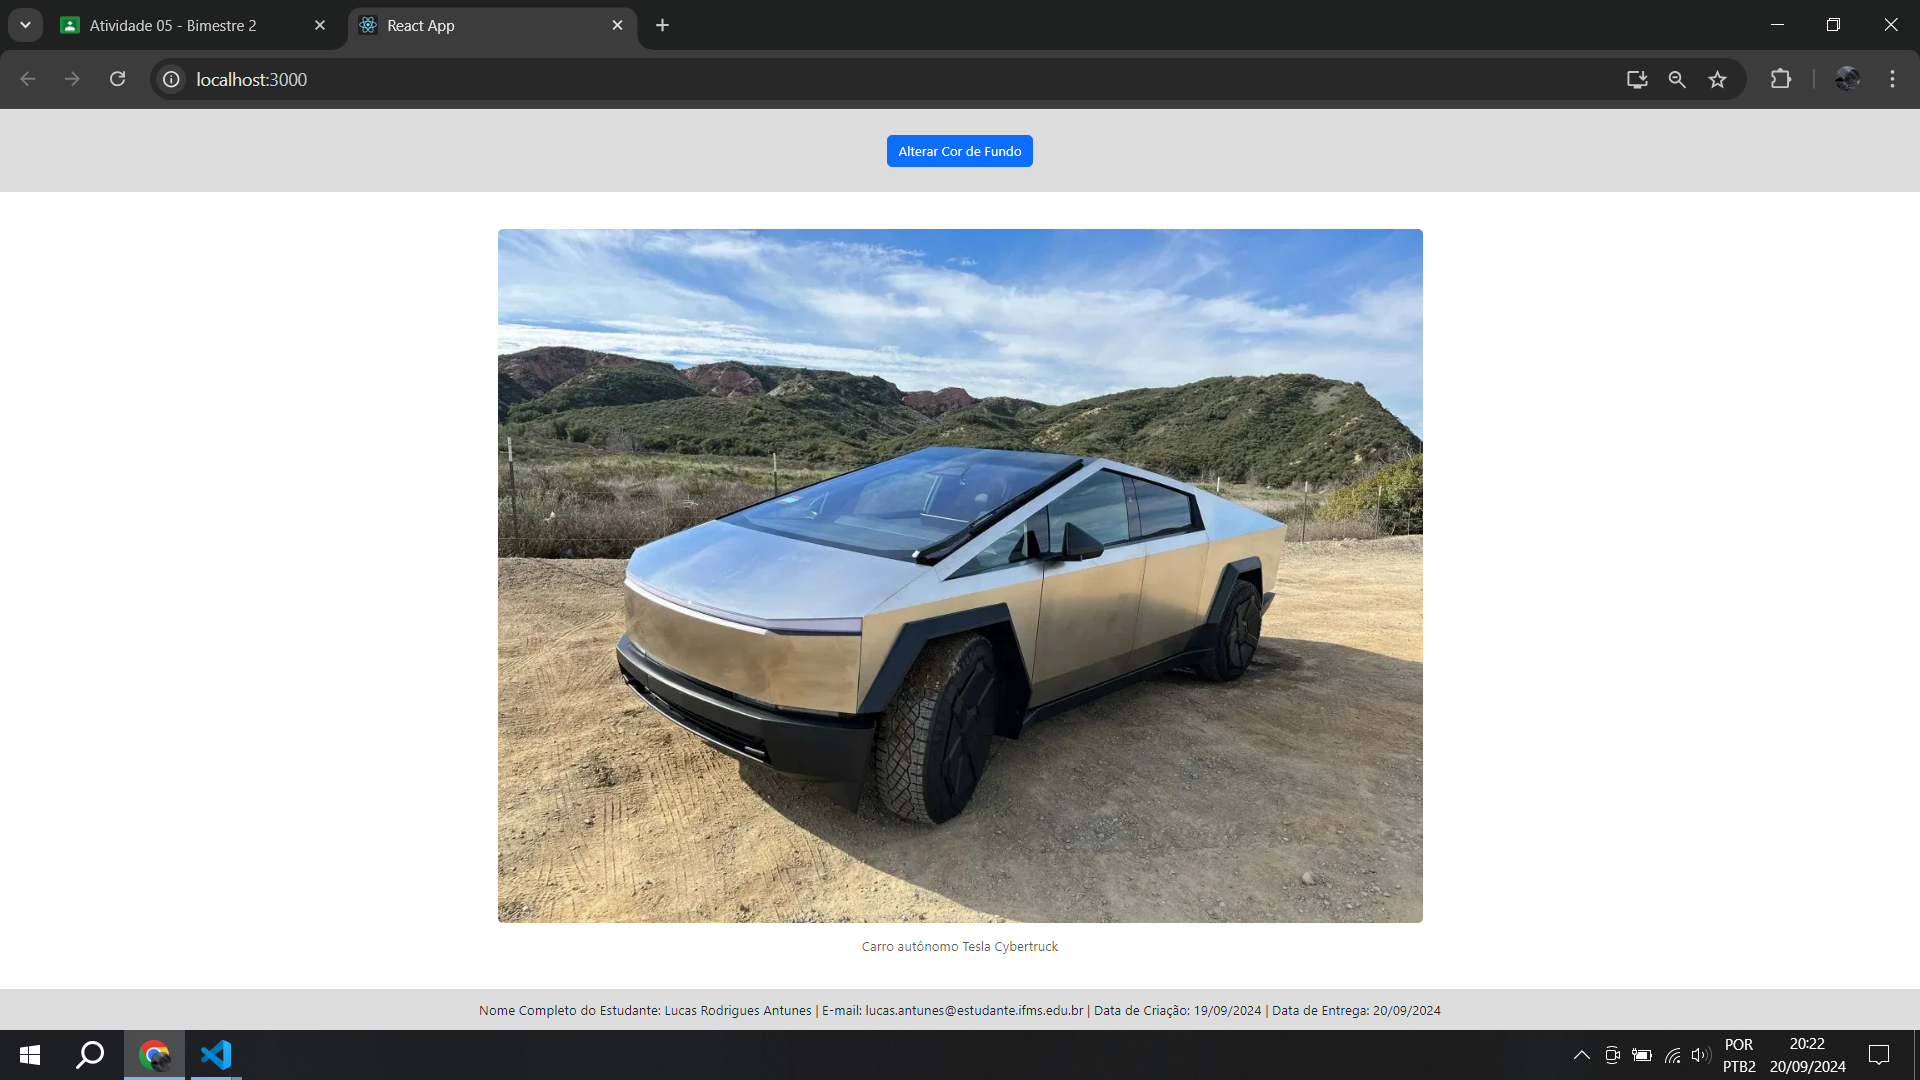 Atividade 05 - Bimestre 2
React App
localhost:3000
Alterar Cor de Fundo
Carro autônomo Tesla Cybertruck
Nome Completo do Estudante: Lucas Rodrigues Antunes | E-mail: lucas.antunes@estudante.ifms.edu.br | Data de Criação: 19/09/2024 | Data de Entrega: 20/09/2024
POR
PTB2
20:22
20/09/2024